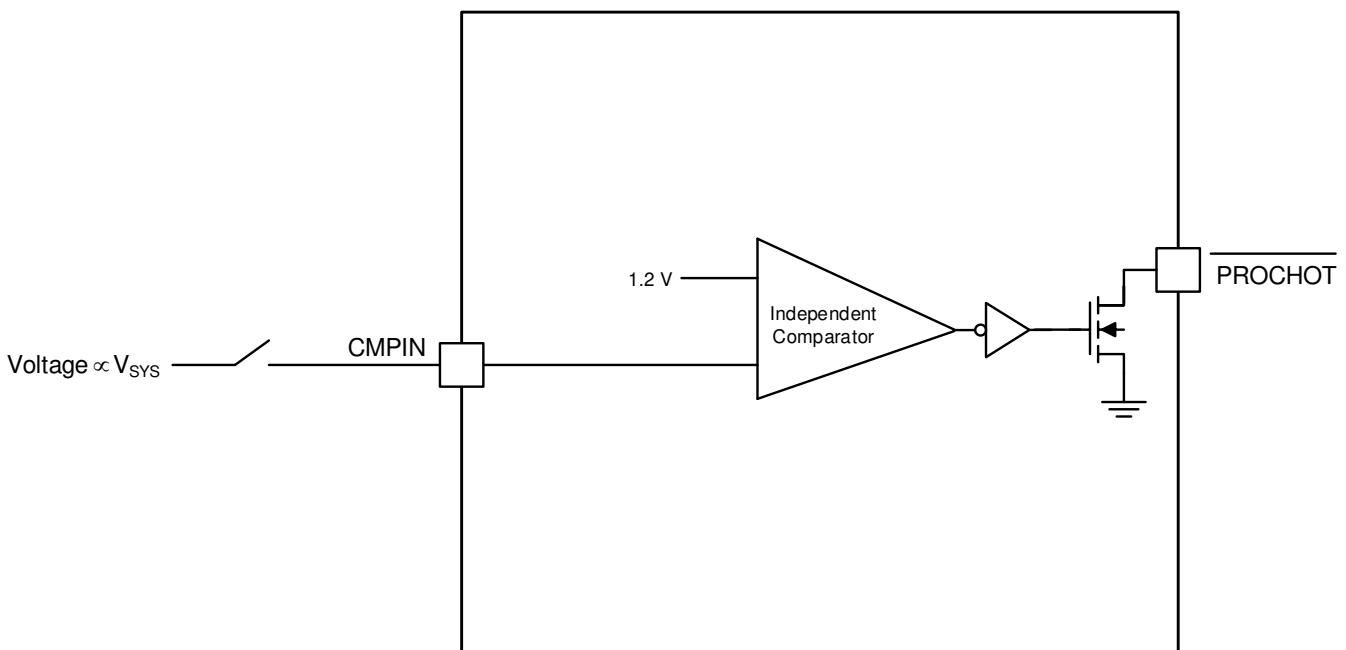 PROCHOT
1.2 V
Independent
Comparator
CMPIN
Voltage ∝ VSYS